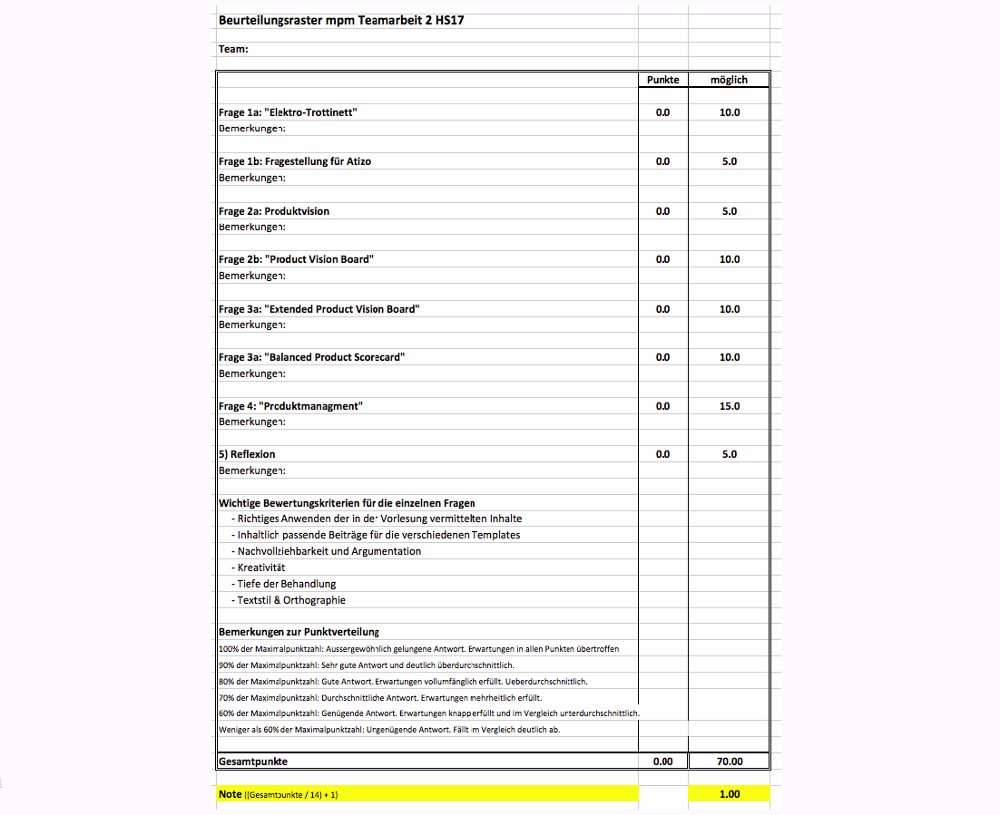 Beurteilungsraster mpm Teamarbeit 2 HS17
Team:
Punkte möglich
Frage 1a: "Elektro-Trottinett" 0.0 10.0
Bemerkungen:
Frage 1b: Fragestellung für Atizo 0.0 5.0
Bemerkungen:
Frage 2a: Produktvision 0.0 5.0
Bemerkungen:
Frage 2b: "Product Vision Board" 0.0 10.0
Bemerkungen:
Frage 3a: "Extended Product Vision Board" 0.0 10.0
Bemerkungen:
Frage 3a: "Balanced Product Scorecard" 0.0 10.0
Bemerkungen:
Frage 4: "Produktmanagment" 0.0 15.0
Bemerkungen:
5) Reflexion 0.0 5.0
Bemerkungen:
Wichtige Bewertungskriterien für die einzelnen Fragen
- Richtiges Anwenden der in der Vorlesung vermittelten Inhalte
- Inhaltlich passende Beiträge für die verschiedenen Templates
- Nachvollziehbarkeit und Argumentation
- Kreativität
- Tiefe der Behandlung
- Textstil & Orthographie
Bemerkungen zur Punktverteilung
100% der Maximalpunktzahl: Aussergewöhnlich gelungene Antwort. Erwartungen in allen Punkten übertroffen
90% der Maximalpunktzahl: Sehr gute Antwort und deutlich überdurchschnittlich.
80% der Maximalpunktzahl: Gute Antwort. Erwartungen vollumfänglich erfüllt. Ueberdurchschnittlich.
70% der Maximalpunktzahl: Durchschnittliche Antwort. Erwartungen mehrheitlich erfüllt.
60% der Maximalpunktzahl: Genügende Antwort. Erwartungen knapp erfüllt und im Vergleich unterdurchschnittlich.
Weniger als 60% der Maximalpunktzahl: Ungenügende Antwort. Fällt im Vergleich deutlich ab.
Gesamtpunkte 0.00 70.00
Note ((Gesamtpunkte / 14) + 1) 1.00